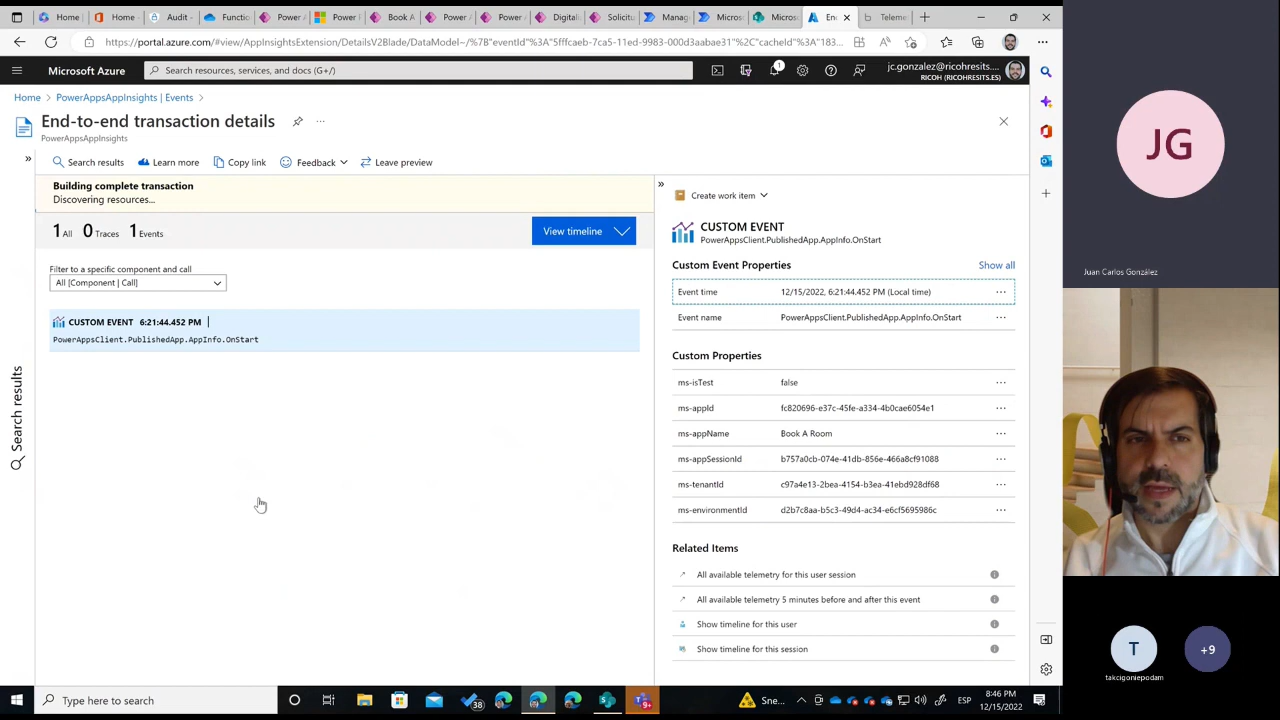 Home
Home
Audit
Functio
Power A
Power I
Book A
Power A
Power A
Digitali
Solicitu
Manag
Micros
Micros
En
Teleme
https://portal.azure.com/#view/AppInsightsExtension/DetailsV2Blade/DataModel~/%7B"eventId"%3A"5fffcaeb-7ca5-11ed-9983-000d3aabae31"%2C"cacheId"%3A"183...
Microsoft Azure
Search resources, services, and docs (G+/)
1
jc.gonzalez@ricohresits....
RICOH (RICOHRESITS.ES)
Home > PowerAppsAppInsights | Events >
End-to-end transaction details
PowerAppsAppInsights
Search results
Learn more
Copy link
Feedback
Leave preview
Building complete transaction
Discovering resources...
1 All 0 Traces 1 Events
View timeline
Filter to a specific component and call
All [Component | Call]
CUSTOM EVENT 6:21:44.452 PM |
PowerAppsClient.PublishedApp.AppInfo.OnStart
Search results
Create work item
CUSTOM EVENT
PowerAppsClient.PublishedApp.AppInfo.OnStart
Custom Event Properties
Show all
Event time 12/15/2022, 6:21:44.452 PM (Local time)
Event name PowerAppsClient.PublishedApp.AppInfo.OnStart
Custom Properties
ms-isTest false
ms-appId fc820696-e37c-45fe-a334-4b0cae6054e1
ms-appName Book A Room
ms-appSessionId b757a0cb-074e-41db-856e-466a8cf91088
ms-tenantId c97a4e13-2bea-4154-b3ea-41ebd928df68
ms-environmentId d2b7c8aa-b5c3-49d4-ac34-e6cf5695986c
Related Items
All available telemetry for this user session
All available telemetry 5 minutes before and after this event
Show timeline for this user
Show timeline for this session
JG
Juan Carlos González
T
+9
takcigoniepodam
Type here to search
38
9+
Sne...
ESP
8:46 PM
12/15/2022